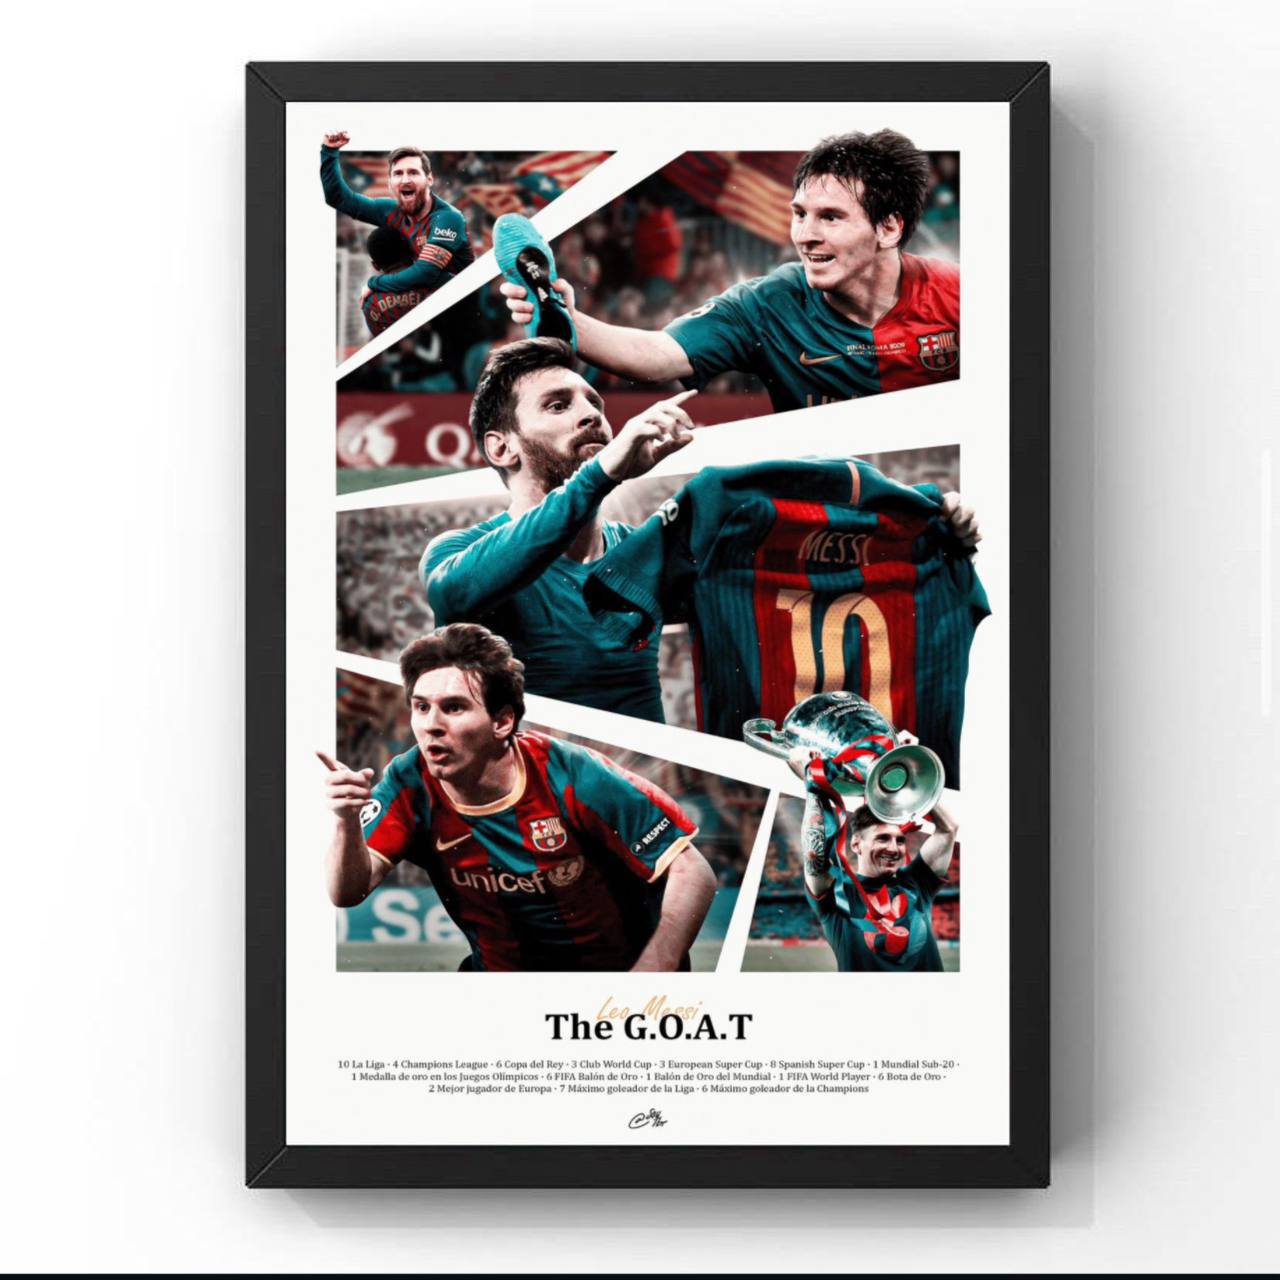 beko
O. DEMBÉL
FINAL ROMA 2009
QA
MESSI
10
RESPECT
unicef
Se
Leo Messi
The G.O.A.T
10 La Liga · 4 Champions League · 6 Copa del Rey · 3 Club World Cup · 3 European Super Cup · 8 Spanish Super Cup · 1 Mundial Sub-20 ·
1 Medalla de oro en los Juegos Olímpicos · 6 FIFA Balón de Oro · 1 Balón de Oro del Mundial · 1 FIFA World Player · 6 Bota de Oro ·
2 Mejor jugador de Europa · 7 Máximo goleador de la Liga · 6 Máximo goleador de la Champions